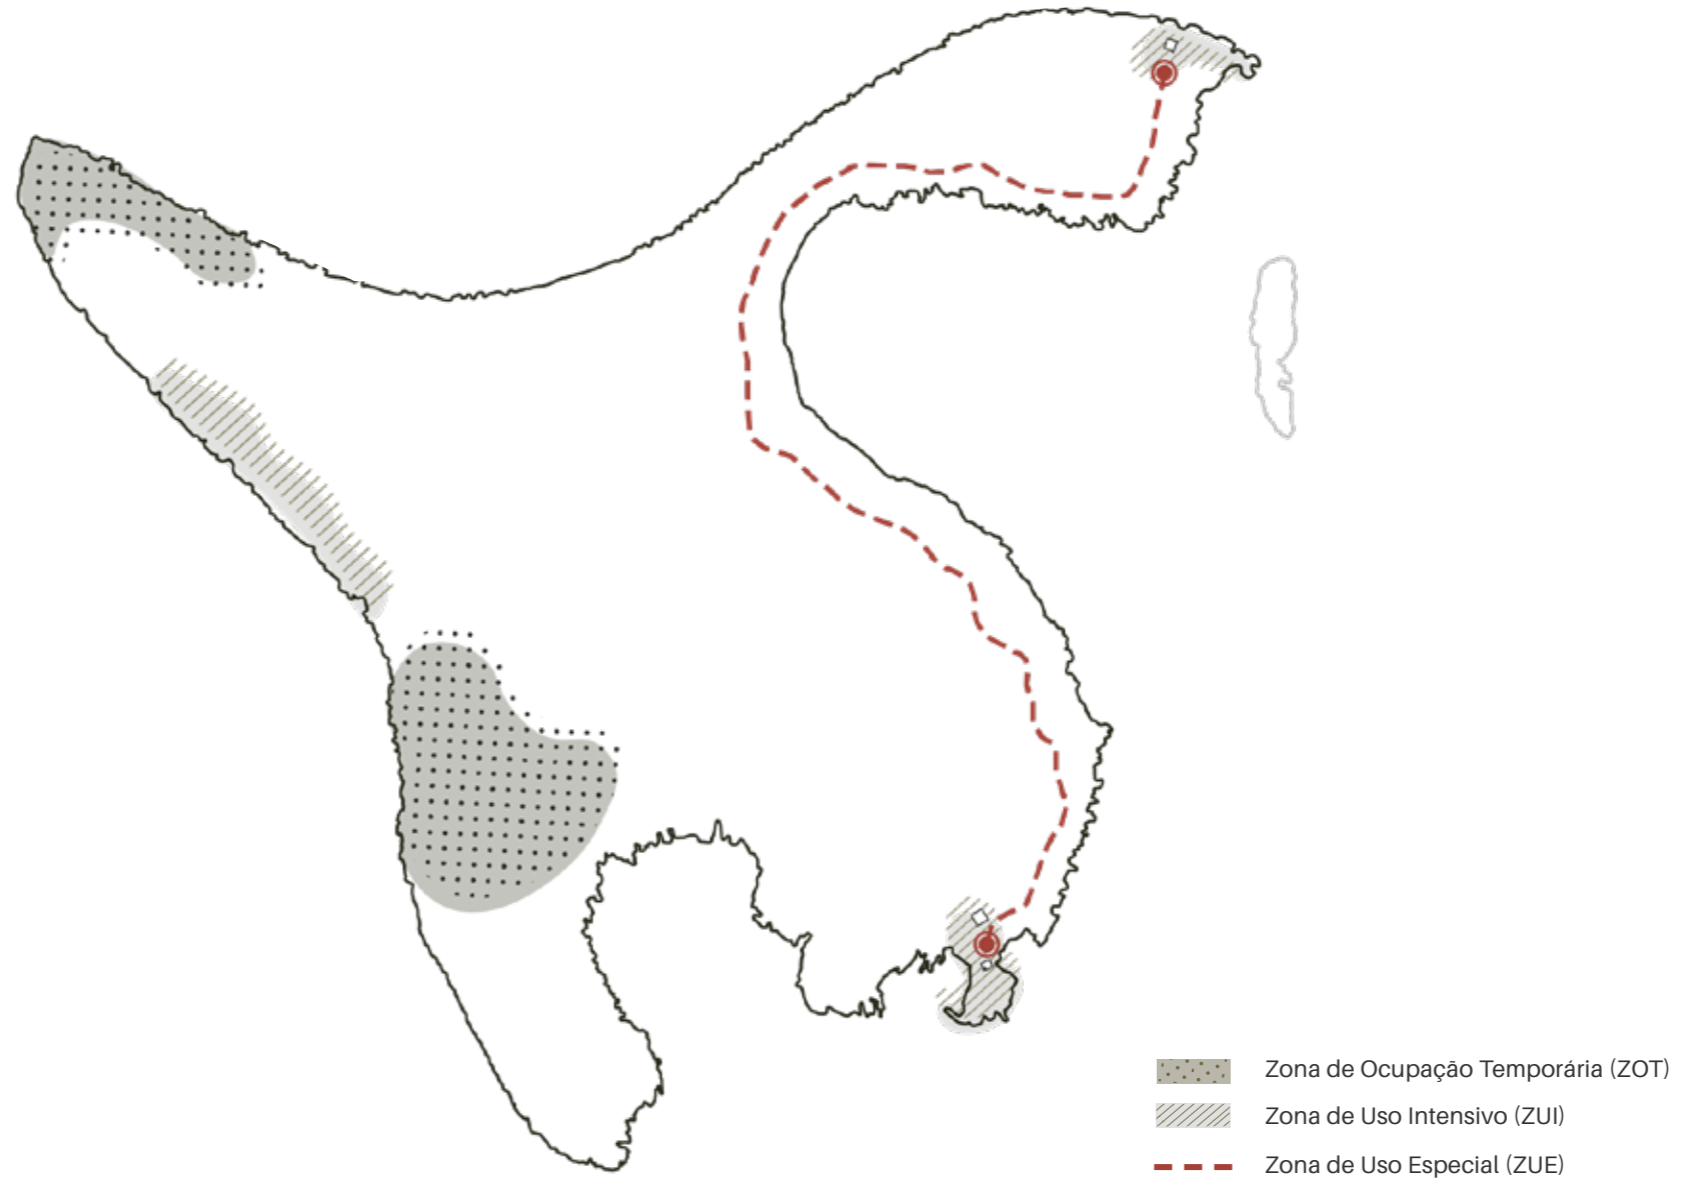 Zona de Ocupação Temporária (ZOT)
Zona de Uso Intensivo (ZUI)
Zona de Uso Especial (ZUE)